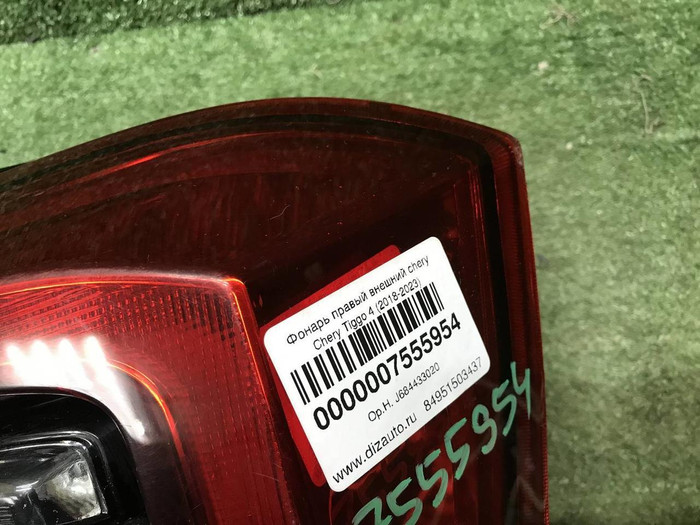 Фонарь правый внешний chery
Chery Tiggo 4 (2018-2023)
0000007555954
Ор.Н. J684433020
www.dizauto.ru 84951503437
7555954